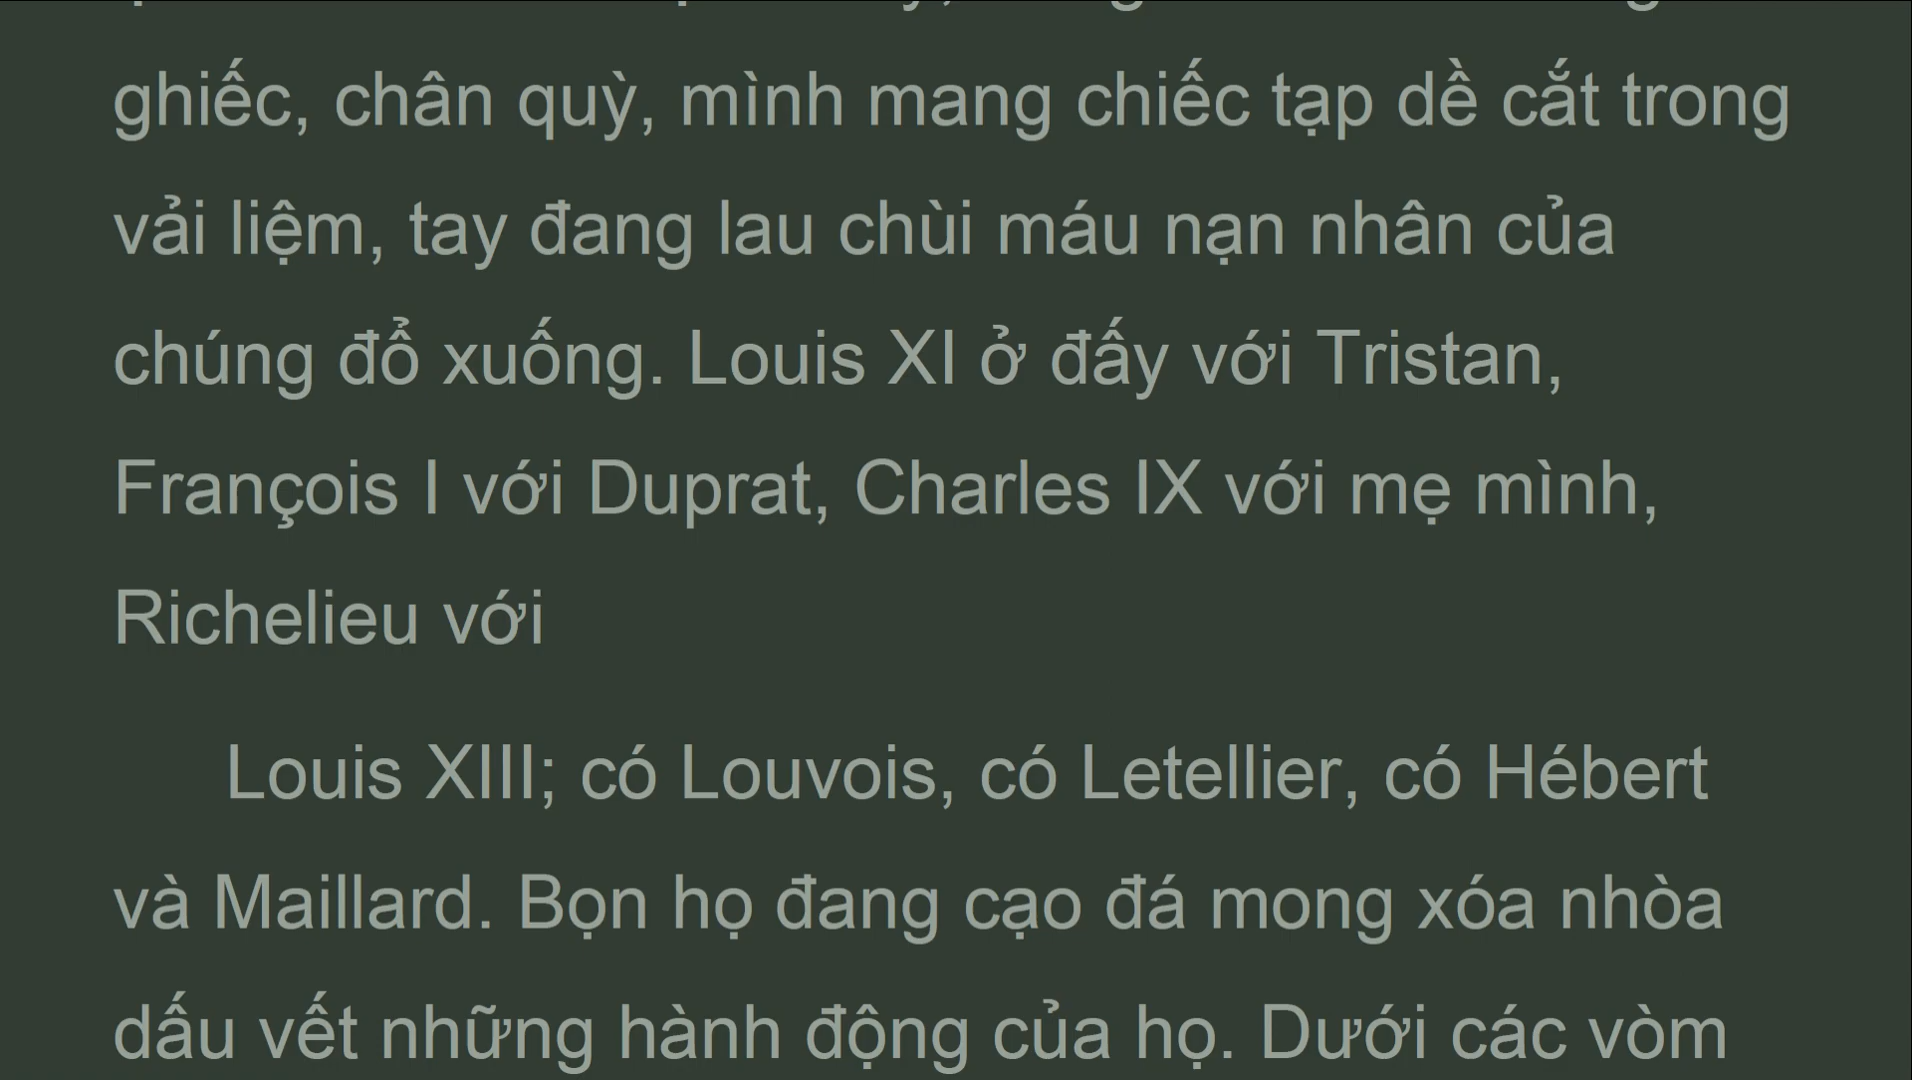 ghiếc, chân quỳ, mình mang chiếc tạp dề cắt trong
vải liệm, tay đang lau chùi máu nạn nhân của
chúng đổ xuống. Louis XI ở đấy với Tristan,
François I với Duprat, Charles IX với mẹ mình,
Richelieu với
Louis XIII; có Louvois, có Letellier, có Hébert
và Maillard. Bọn họ đang cạo đá mong xóa nhòa
dấu vết những hành động của họ. Dưới các vòm